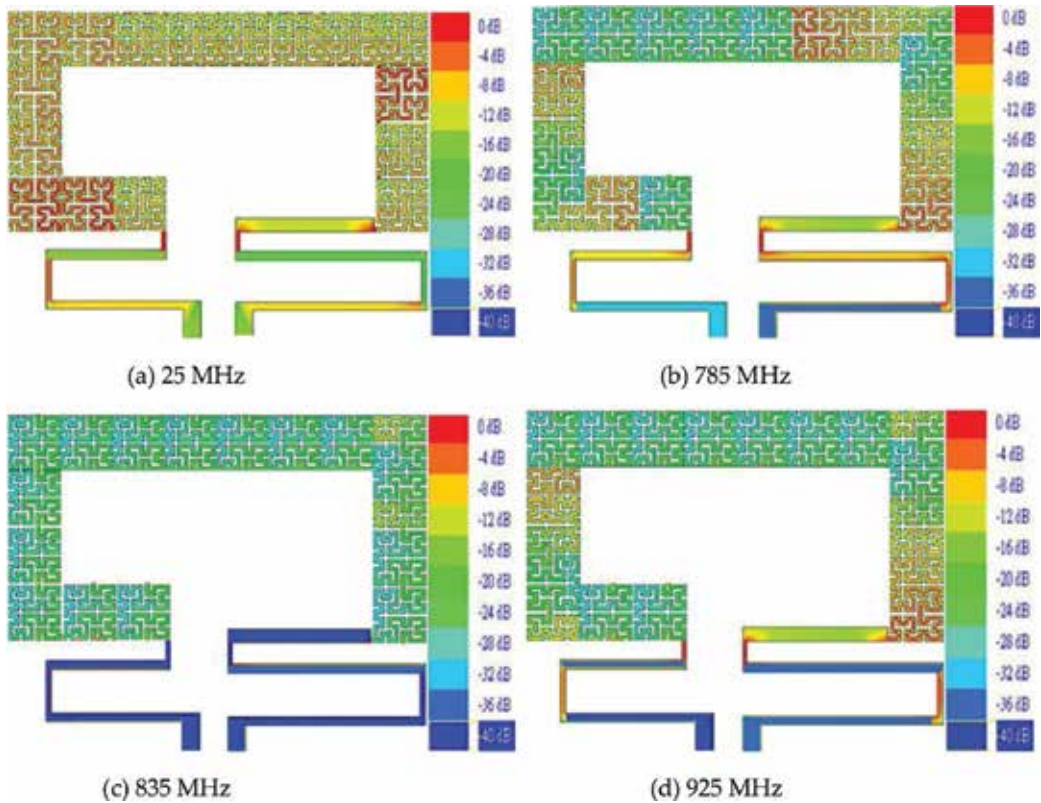 0 dB
-4 dB
-8 dB
-12 dB
-16 dB
-20 dB
-24 dB
-28 dB
-32 dB
-36 dB
-40 dB
(a) 25 MHz
0 dB
-4 dB
-8 dB
-12 dB
-16 dB
-20 dB
-24 dB
-28 dB
-32 dB
-36 dB
-40 dB
(b) 785 MHz
0 dB
-4 dB
-8 dB
-12 dB
-16 dB
-20 dB
-24 dB
-28 dB
-32 dB
-36 dB
-40 dB
(c) 835 MHz
0 dB
-4 dB
-8 dB
-12 dB
-16 dB
-20 dB
-24 dB
-28 dB
-32 dB
-36 dB
-40 dB
(d) 925 MHz